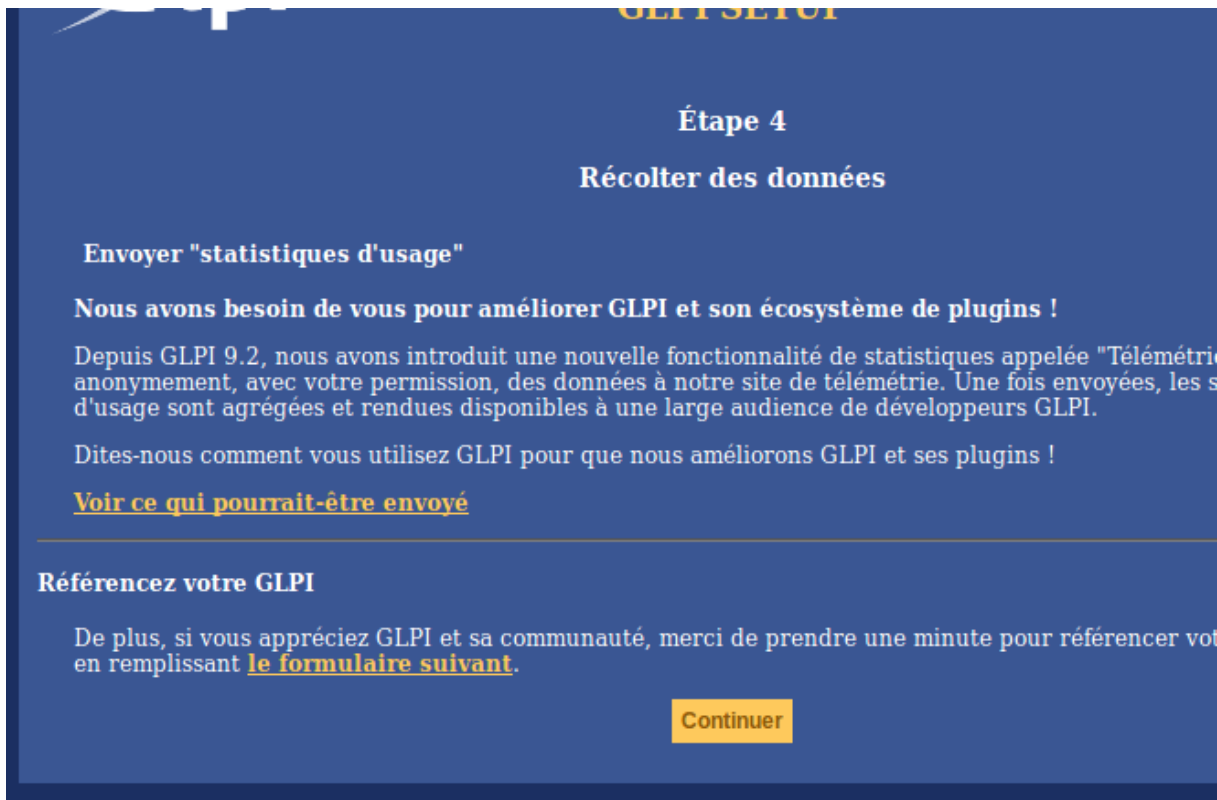 GLPI SETUP
Étape 4
Récolter des données
Envoyer "statistiques d'usage"
Nous avons besoin de vous pour améliorer GLPI et son écosystème de plugins !
Depuis GLPI 9.2, nous avons introduit une nouvelle fonctionnalité de statistiques appelée "Télémétrie
anonymement, avec votre permission, des données à notre site de télémétrie. Une fois envoyées, les s
d'usage sont agrégées et rendues disponibles à une large audience de développeurs GLPI.
Dites-nous comment vous utilisez GLPI pour que nous améliorons GLPI et ses plugins !
Voir ce qui pourrait-être envoyé
Référencez votre GLPI
De plus, si vous appréciez GLPI et sa communauté, merci de prendre une minute pour référencer vot
en remplissant le formulaire suivant.
Continuer